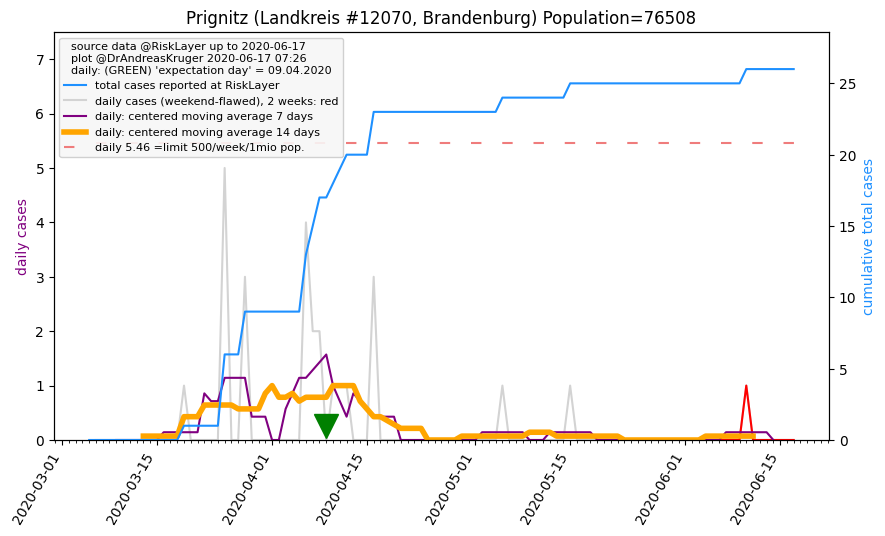 Prignitz (Landkreis #12070, Brandenburg) Population=76508
source data @RiskLayer up to 2020-06-17
plot @DrAndreasKruger 2020-06-17 07:26
daily: (GREEN) 'expectation day' = 09.04.2020
total cases reported at RiskLayer
daily cases (weekend-flawed), 2 weeks: red
daily: centered moving average 7 days
daily: centered moving average 14 days
daily 5.46 =limit 500/week/1mio pop.
daily cases
7
6
5
4
3
2
1
0
25
20
15
10
5
0
cumulative total cases
2020-03-01
2020-03-15
2020-04-01
2020-04-15
2020-05-01
2020-05-15
2020-06-01
2020-06-15